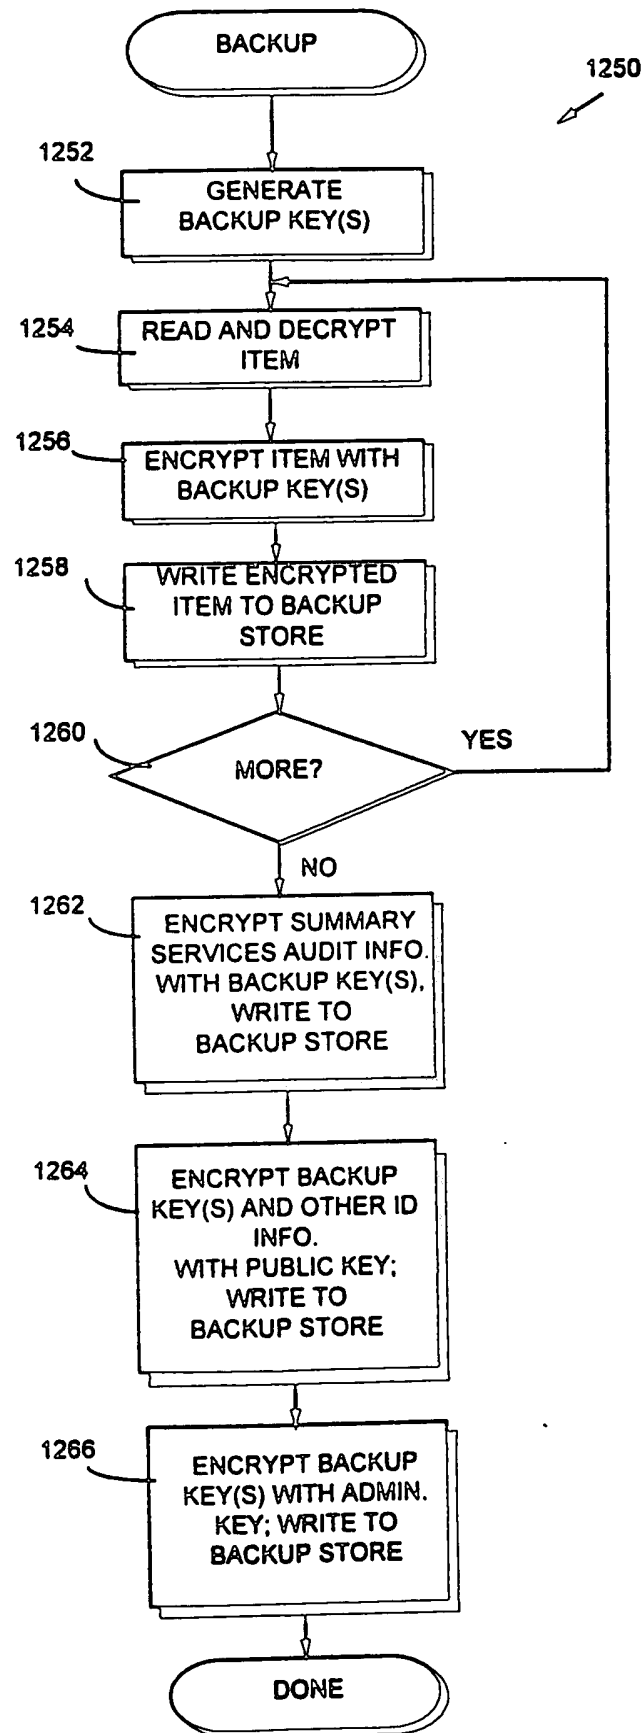 BACKUP
1250
1252
GENERATE
BACKUP KEY(S)
1254
READ AND DECRYPT
ITEM
1256
ENCRYPT ITEM WITH
BACKUP KEY(S)
1258
WRITE ENCRYPTED
ITEM TO BACKUP
STORE
1260
MORE?
YES
NO
1262
ENCRYPT SUMMARY
SERVICES AUDIT INFO.
WITH BACKUP KEY(S),
WRITE TO
BACKUP STORE
1264
ENCRYPT BACKUP
KEY(S) AND OTHER ID
INFO.
WITH PUBLIC KEY;
WRITE TO
BACKUP STORE
1266
ENCRYPT BACKUP
KEY(S) WITH ADMIN.
KEY; WRITE TO
BACKUP STORE
DONE